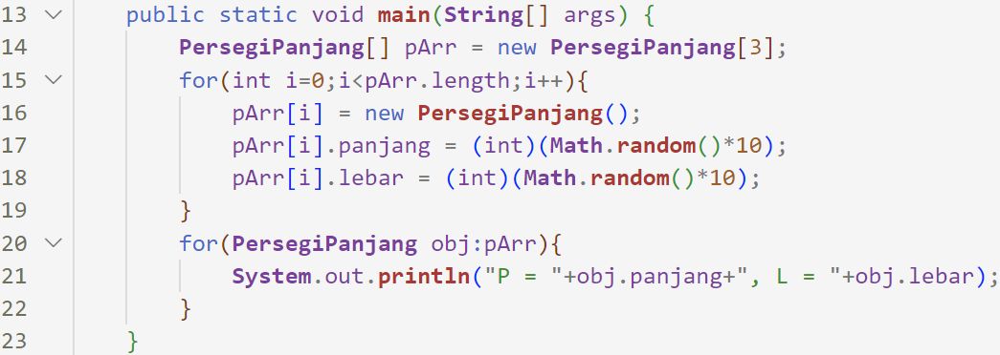 13 public static void main(String[] args) {
14 PersegiPanjang[] pArr = new PersegiPanjang[3];
15 for(int i=0;i<pArr.length;i++){
16 pArr[i] = new PersegiPanjang();
17 pArr[i].panjang = (int)(Math.random()*10);
18 pArr[i].lebar = (int)(Math.random()*10);
19 }
20 for(PersegiPanjang obj:pArr){
21 System.out.println("P = "+obj.panjang+", L = "+obj.lebar);
22 }
23 }